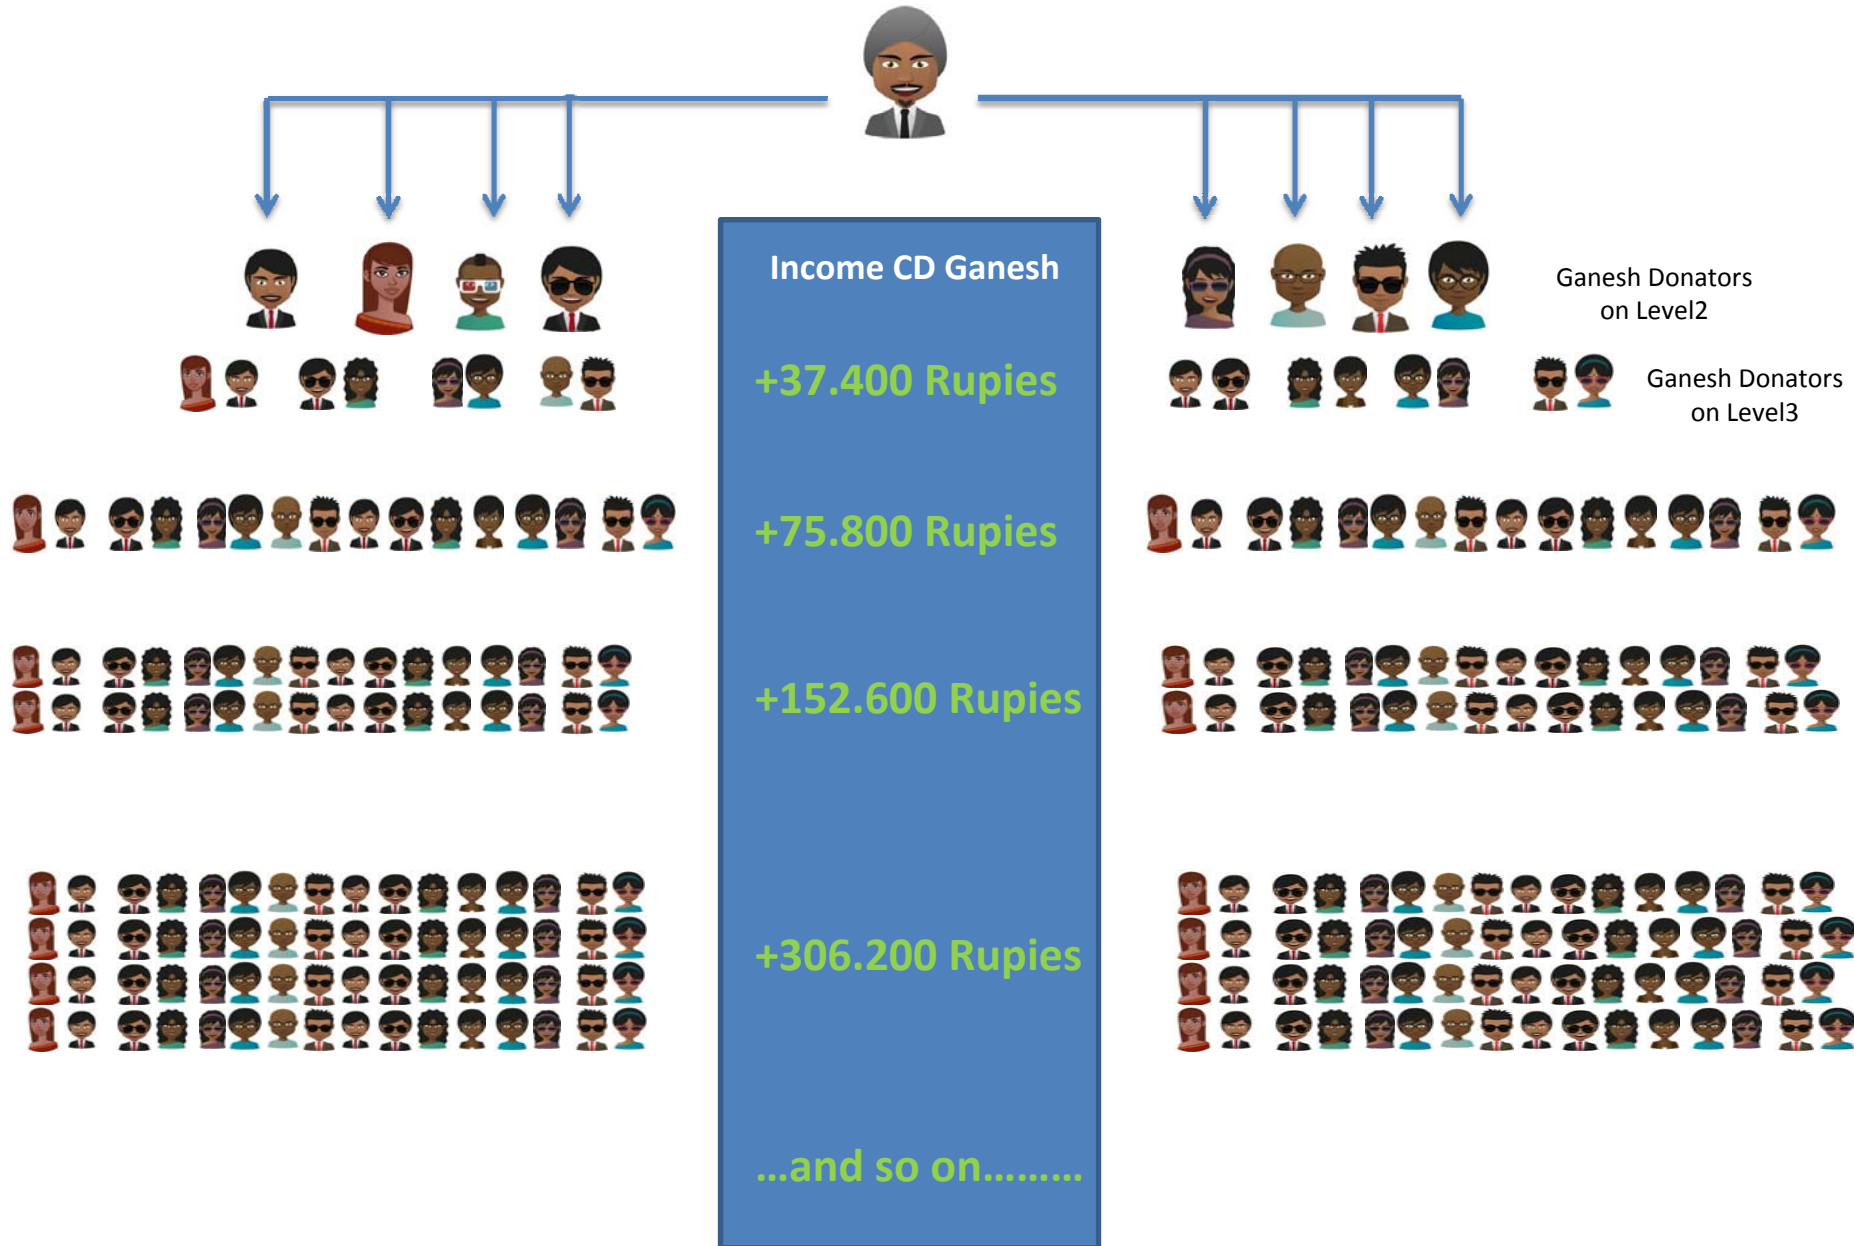 Income CD Ganesh
Ganesh Donators
on Level2
+37.400 Rupies
Ganesh Donators
on Level3
+75.800 Rupies
+152.600 Rupies
+306.200 Rupies
...and so on.........